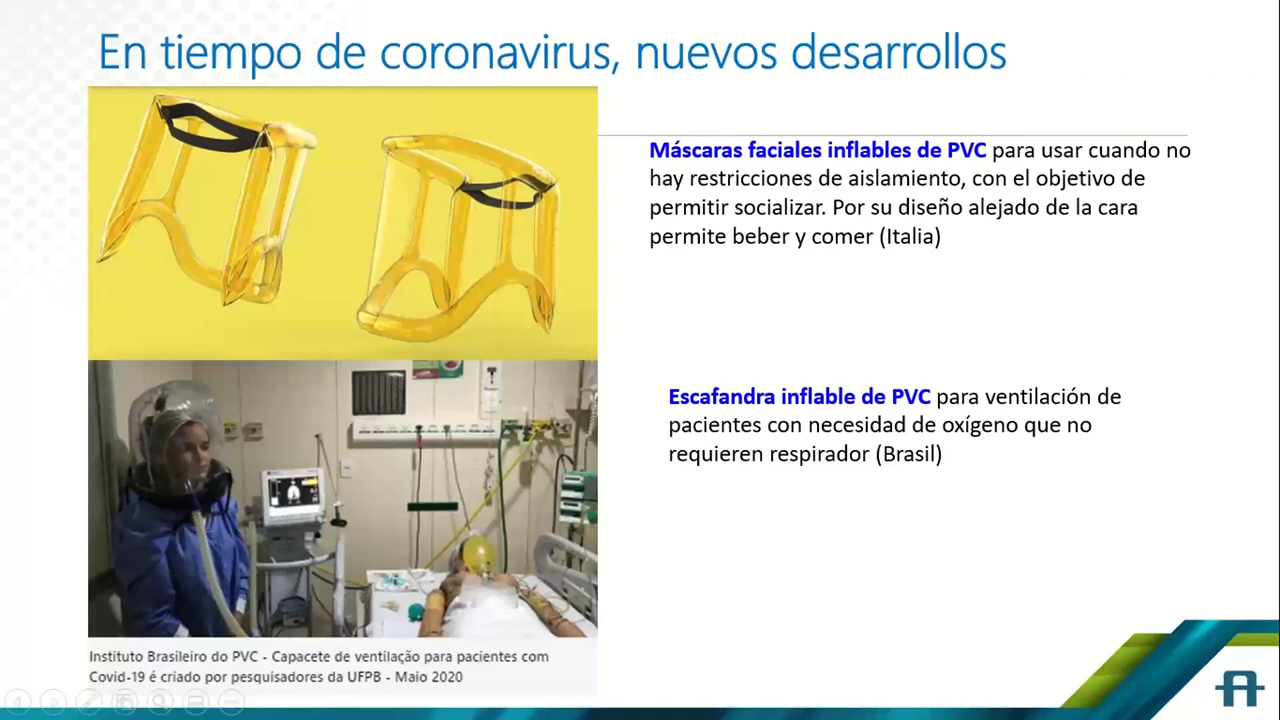 En tiempo de coronavirus, nuevos desarrollos
Máscaras faciales inflables de PVC para usar cuando no
hay restricciones de aislamiento, con el objetivo de
permitir socializar. Por su diseño alejado de la cara
permite beber y comer (Italia)
Escafandra inflable de PVC para ventilación de
pacientes con necesidad de oxígeno que no
requieren respirador (Brasil)
Instituto Brasileiro do PVC - Capacete de ventilação para pacientes com
Covid-19 é criado por pesquisadores da UFPB - Maio 2020